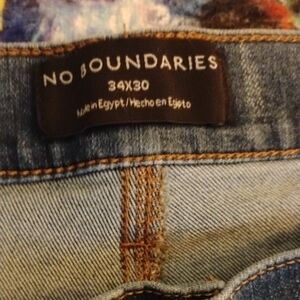 NO BOUNDARIES
34X30
Made in Egypt/Hecho en Egipto